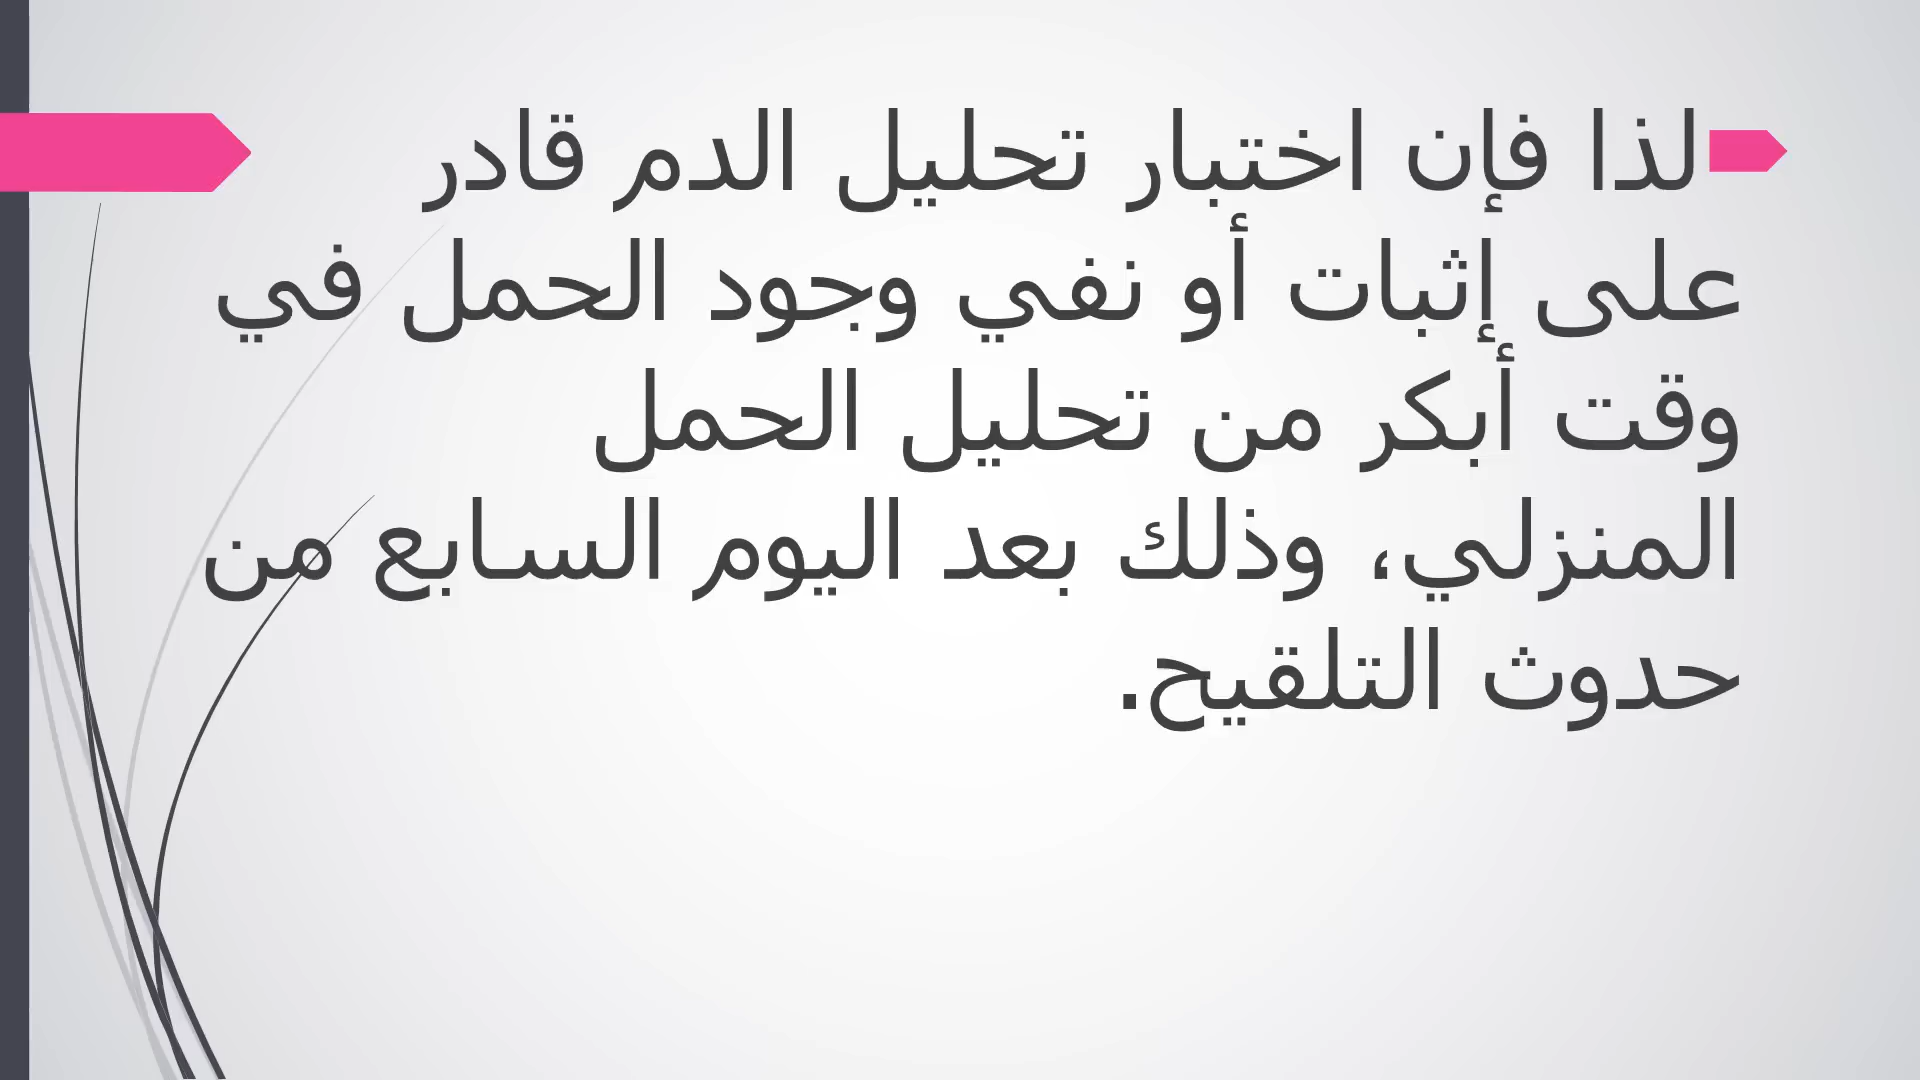 لذا فإن اختبار تحليل الدم قادر
على إثبات أو نفي وجود الحمل في
وقت أبكر من تحليل الحمل
المنزلي، وذلك بعد اليوم السابع من
حدوث التلقيح.